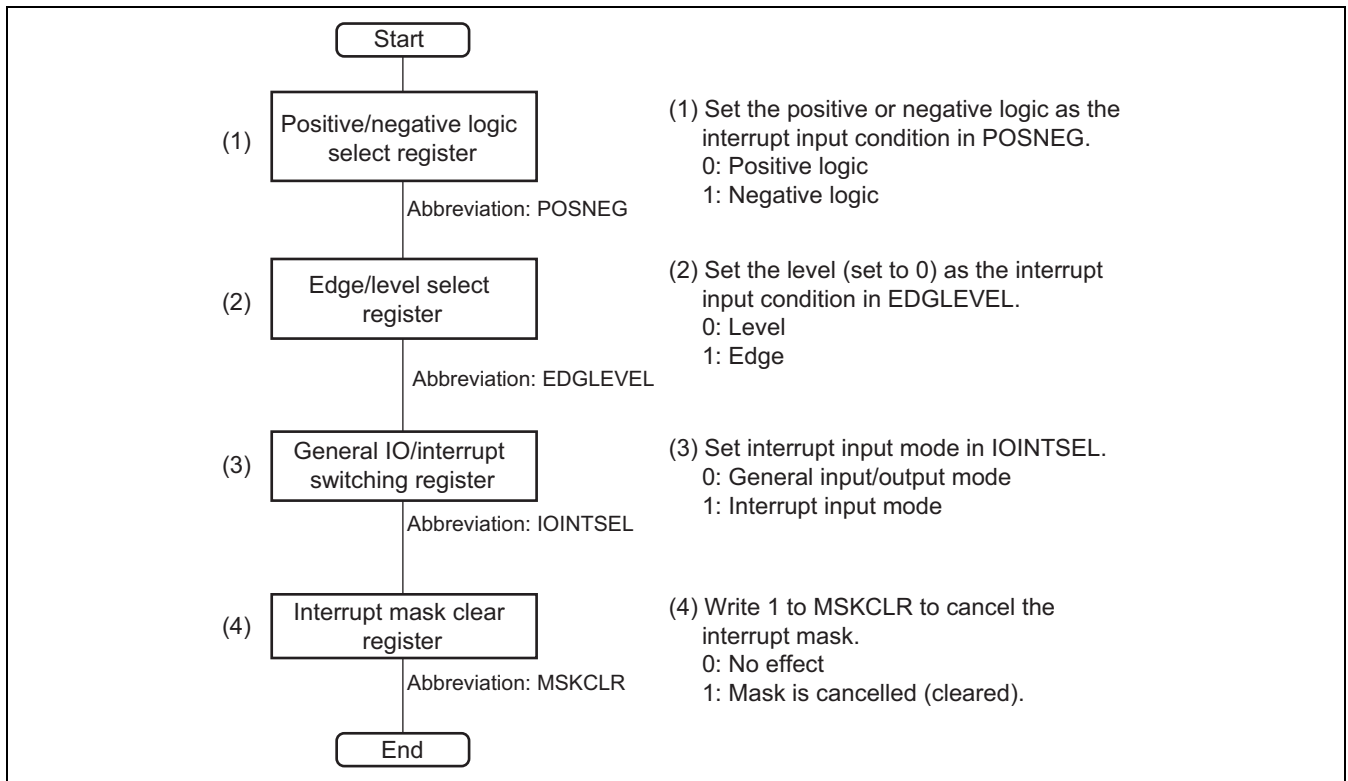 Start
(1)
Positive/negative logic
select register
(1) Set the positive or negative logic as the
interrupt input condition in POSNEG.
0: Positive logic
1: Negative logic
Abbreviation: POSNEG
(2)
Edge/level select
register
(2) Set the level (set to 0) as the interrupt
input condition in EDGLEVEL.
0: Level
1: Edge
Abbreviation: EDGLEVEL
(3)
General IO/interrupt
switching register
(3) Set interrupt input mode in IOINTSEL.
0: General input/output mode
1: Interrupt input mode
Abbreviation: IOINTSEL
(4)
Interrupt mask clear
register
(4) Write 1 to MSKCLR to cancel the
interrupt mask.
0: No effect
1: Mask is cancelled (cleared).
Abbreviation: MSKCLR
End